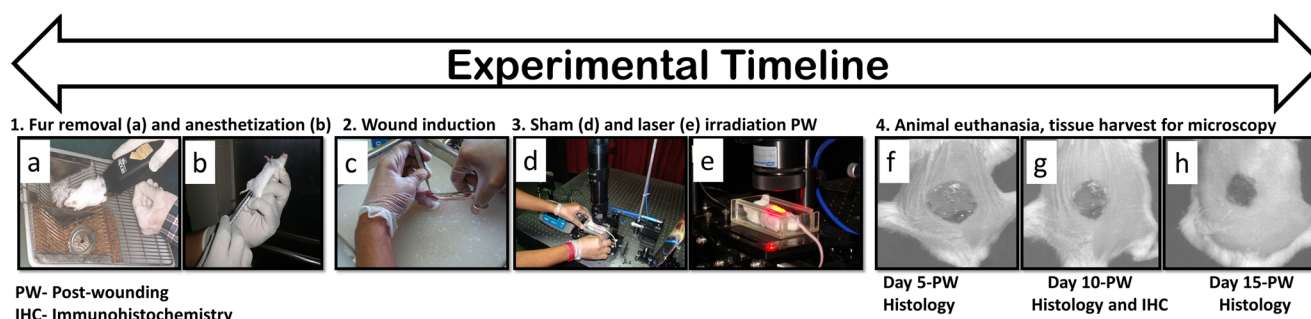 Experimental Timeline
1. Fur removal (a) and anesthetization (b)
2. Wound induction
3. Sham (d) and laser (e) irradiation PW
4. Animal euthanasia, tissue harvest for microscopy
a
b
c
d
e
f
g
h
PW- Post-wounding
IHC- Immunohistochemistry
Day 5-PW
Histology
Day 10-PW
Histology and IHC
Day 15-PW
Histology